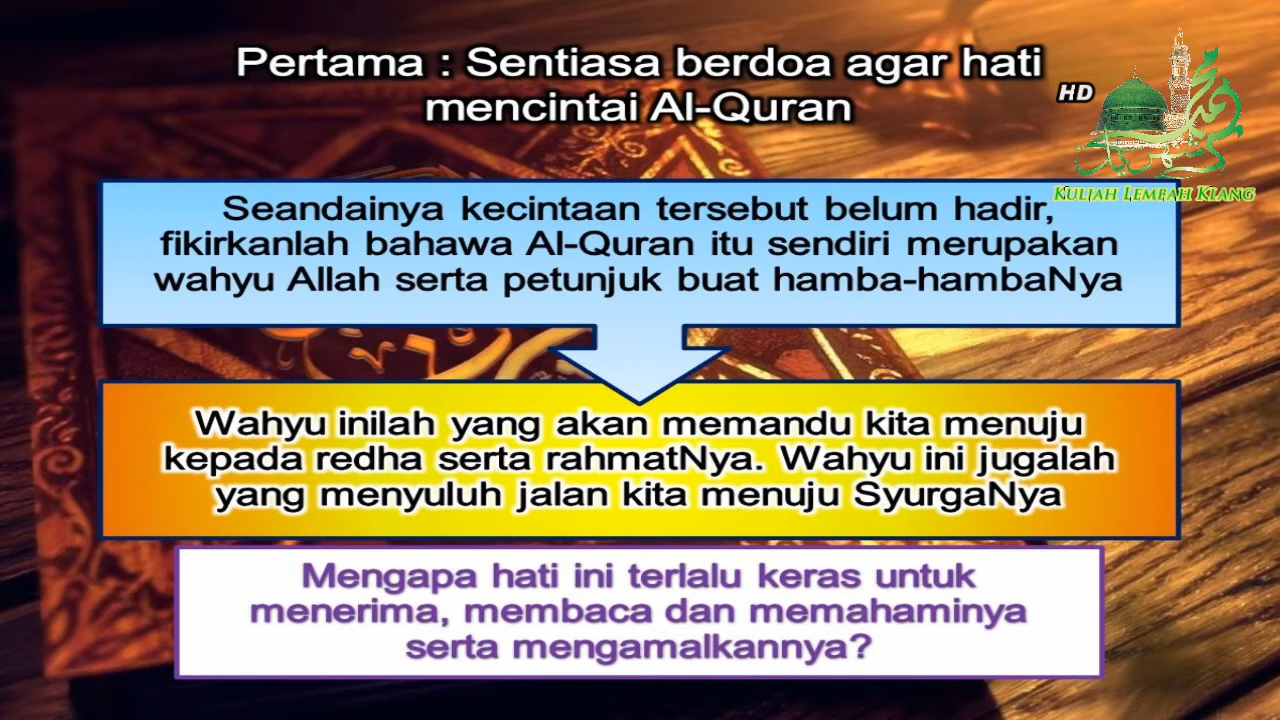 Pertama : Sentiasa berdoa agar hati
mencintai Al-Quran
HD
KULIAH LEMBAH KIANG
Seandainya kecintaan tersebut belum hadir,
fikirkanlah bahawa Al-Quran itu sendiri merupakan
wahyu Allah serta petunjuk buat hamba-hambaNya
Wahyu inilah yang akan memandu kita menuju
kepada redha serta rahmatNya. Wahyu ini jugalah
yang menyuluh jalan kita menuju SyurgaNya
Mengapa hati ini terlalu keras untuk
menerima, membaca dan memahaminya
serta mengamalkannya?